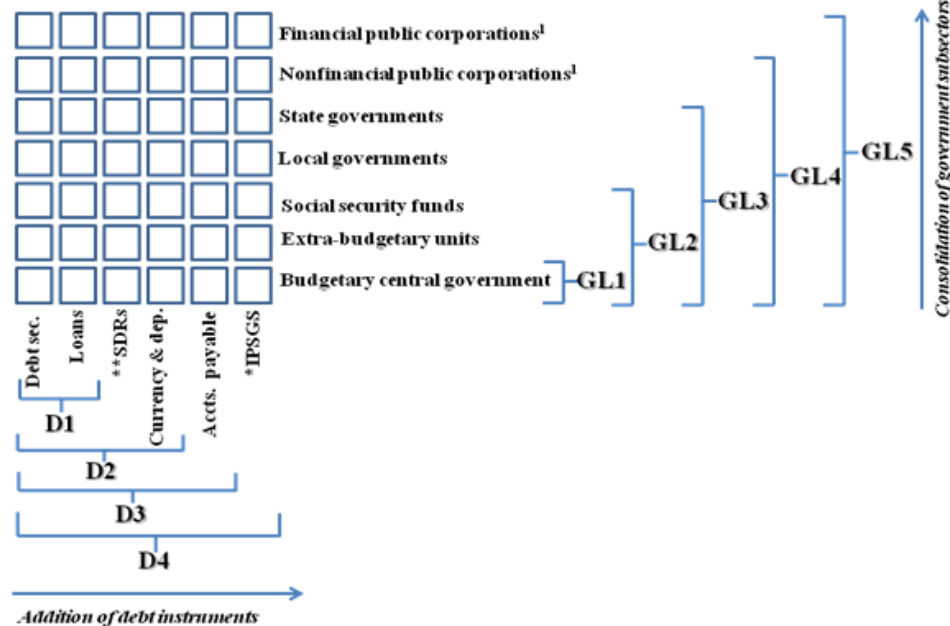 Financial public corporations¹
Nonfinancial public corporations¹
State governments
Local governments
Social security funds
Extra-budgetary units
Budgetary central government
GL1
GL2
GL3
GL4
GL5
Consolidation of government subsectors
Debt sec.
Loans
**SDRs
Currency & dep.
Accts. payable
*IPSGS
D1
D2
D3
D4
Addition of debt instruments